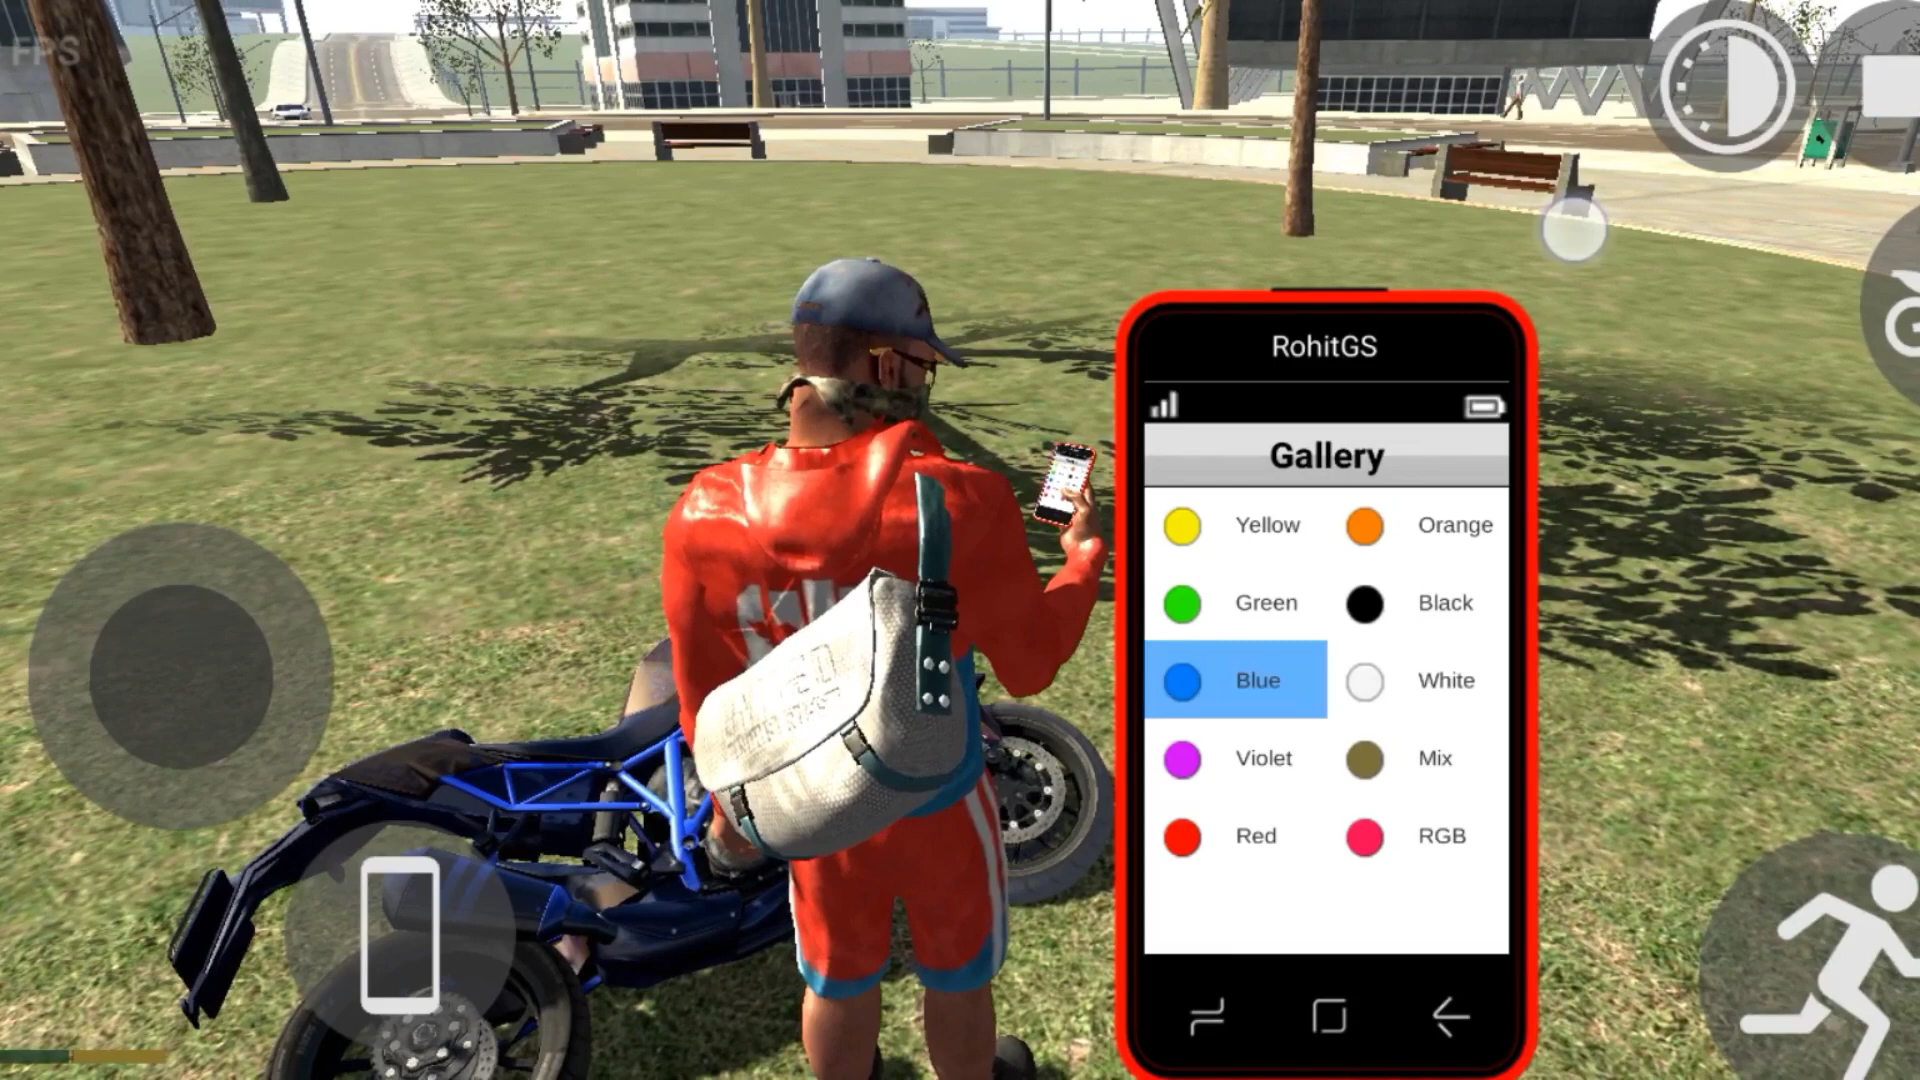 FPS
RohitGS
Gallery
Yellow Orange
Green Black
Blue White
Violet Mix
Red RGB